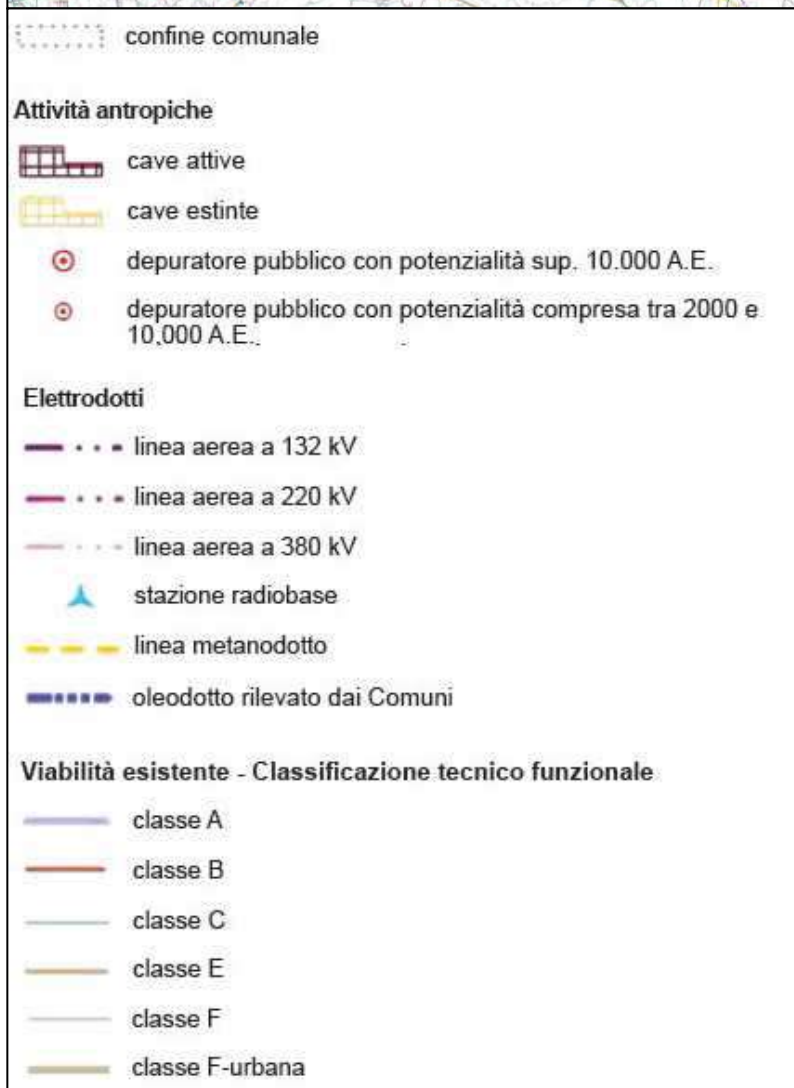 confine comunale
Attività antropiche
cave attive
cave estinte
depuratore pubblico con potenzialità sup. 10.000 A.E.
depuratore pubblico con potenzialità compresa tra 2000 e
10.000 A.E.
Elettrodotti
linea aerea a 132 kV
linea aerea a 220 kV
linea aerea a 380 kV
stazione radiobase
linea metanodotto
oleodotto rilevato dai Comuni
Viabilità esistente - Classificazione tecnico funzionale
classe A
classe B
classe C
classe E
classe F
classe F-urbana